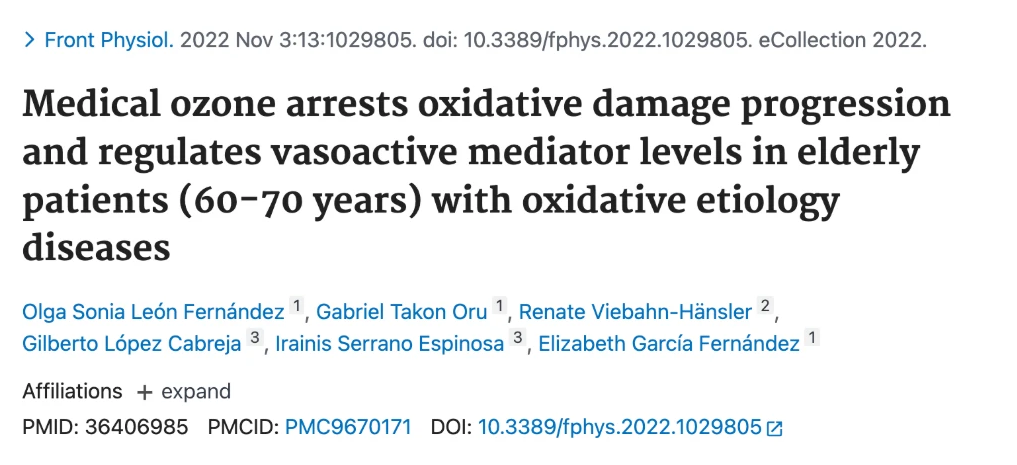 > Front Physiol. 2022 Nov 3:13:1029805. doi: 10.3389/fphys.2022.1029805. eCollection 2022.
Medical ozone arrests oxidative damage progression
and regulates vasoactive mediator levels in elderly
patients (60-70 years) with oxidative etiology
diseases
Olga Sonia León Fernández 1, Gabriel Takon Oru 1, Renate Viebahn-Hänsler 2,
Gilberto López Cabreja 3, Irainis Serrano Espinosa 3, Elizabeth García Fernández 1
Affiliations + expand
PMID: 36406985 PMCID: PMC9670171 DOI: 10.3389/fphys.2022.1029805